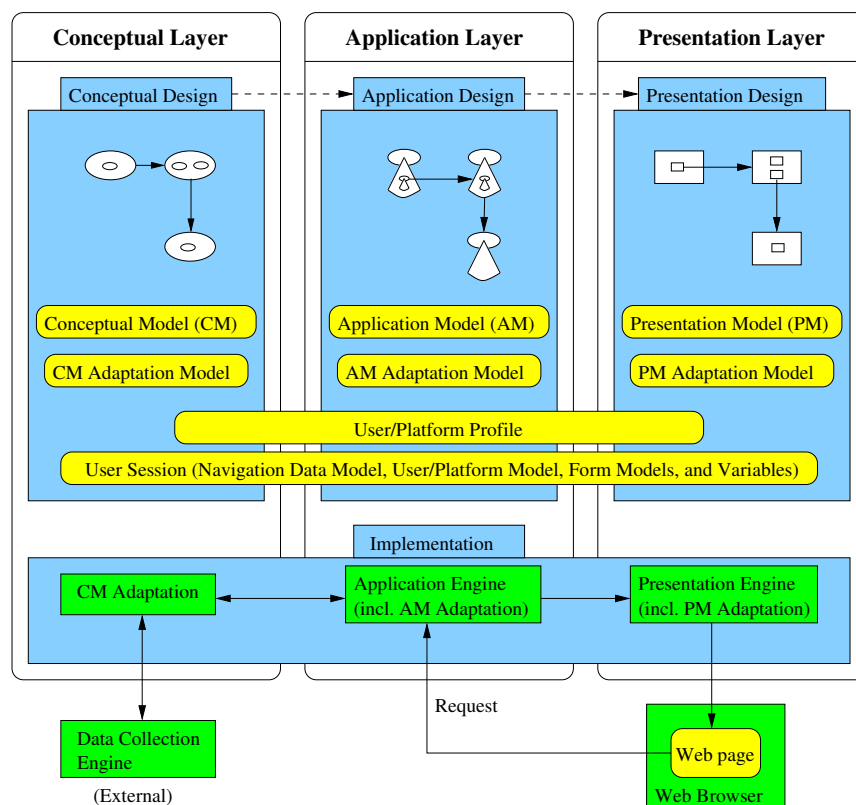 Conceptual Layer
Application Layer
Presentation Layer
Conceptual Design
Application Design
Presentation Design
Conceptual Model (CM)
Application Model (AM)
Presentation Model (PM)
CM Adaptation Model
AM Adaptation Model
PM Adaptation Model
User/Platform Profile
User Session (Navigation Data Model, User/Platform Model, Form Models, and Variables)
Implementation
CM Adaptation
Application Engine
(incl. AM Adaptation)
Presentation Engine
(incl. PM Adaptation)
Request
Data Collection
Engine
(External)
Web page
Web Browser